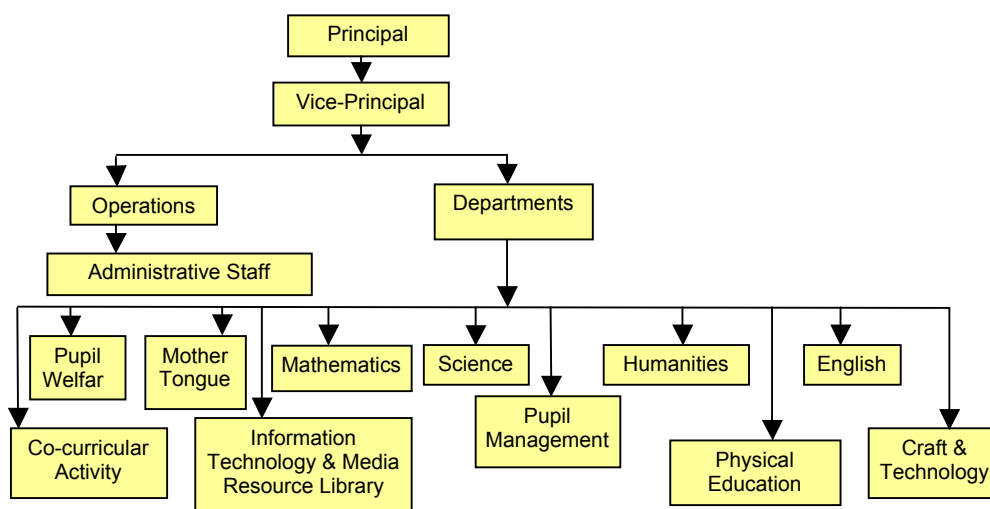 Principal
Vice-Principal
Operations
Departments
Administrative Staff
Pupil
Welfar
Mother
Tongue
Mathematics
Science
Humanities
English
Co-curricular
Activity
Information
Technology & Media
Resource Library
Pupil
Management
Physical
Education
Craft &
Technology